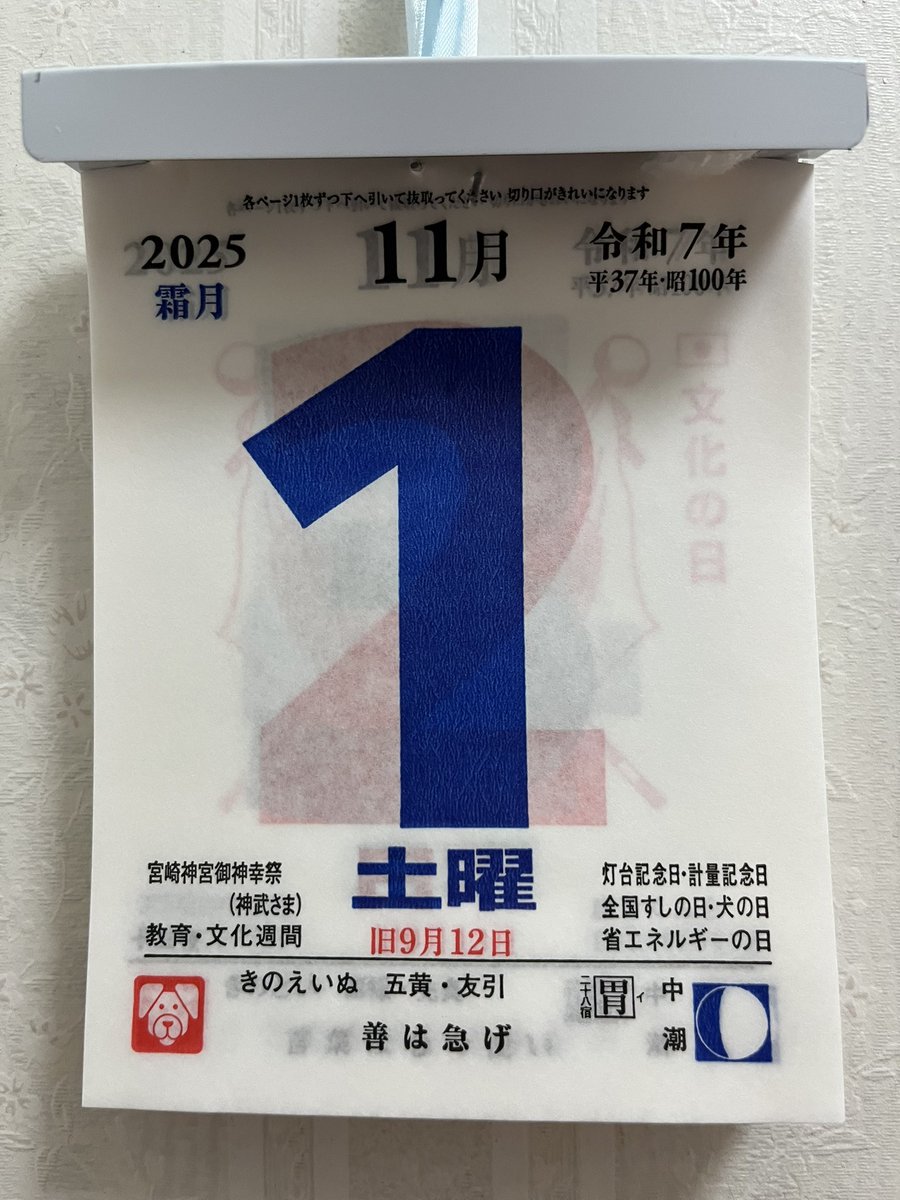 各ページ1枚ずつ下へ引いて抜取ってください 切り口がきれいになります
2025
霜月
11月
令和7年
平37年・昭100年
文化の日
1
土曜
旧9月12日
宮崎神宮御神幸祭
(神武さま)
教育・文化週間
灯台記念日・計量記念日
全国すしの日・犬の日
省エネルギーの日
きのえいぬ 五黄・友引
善は急げ
二十八宿 胃 イ
中潮